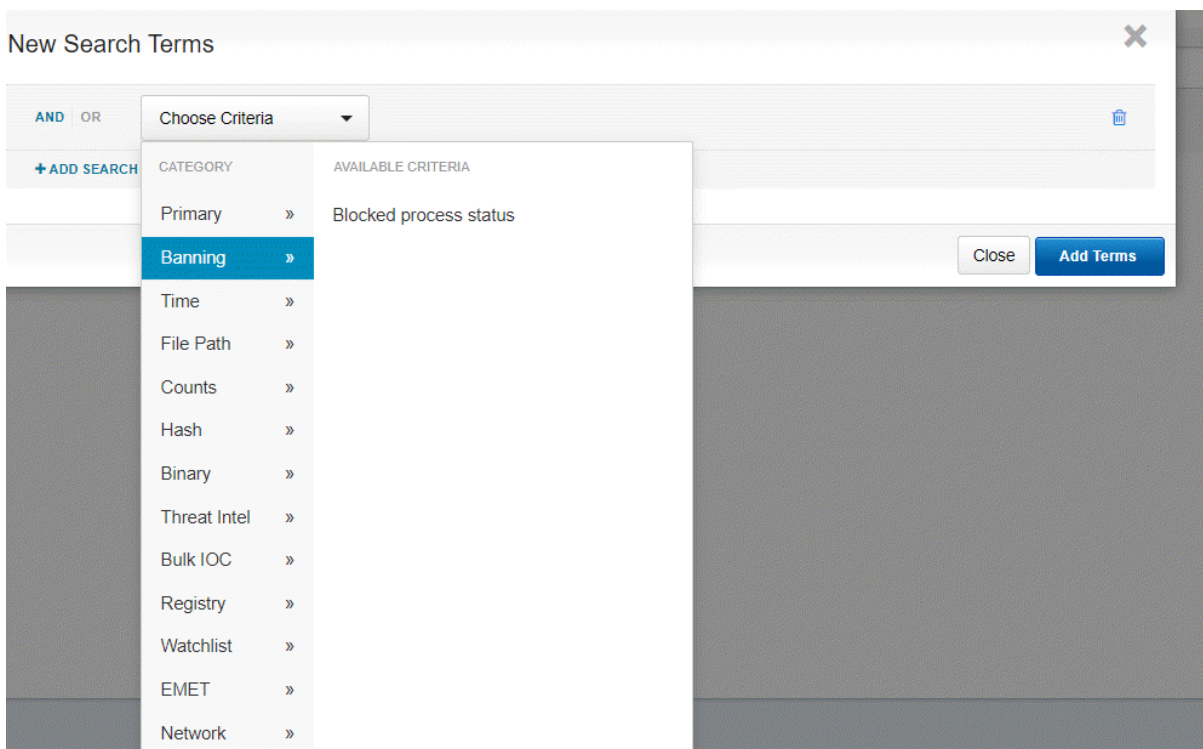 New Search Terms
AND OR Choose Criteria
+ ADD SEARCH
CATEGORY AVAILABLE CRITERIA
Primary » Blocked process status
Banning »
Close Add Terms
Time »
File Path »
Counts »
Hash »
Binary »
Threat Intel »
Bulk IOC »
Registry »
Watchlist »
EMET »
Network »